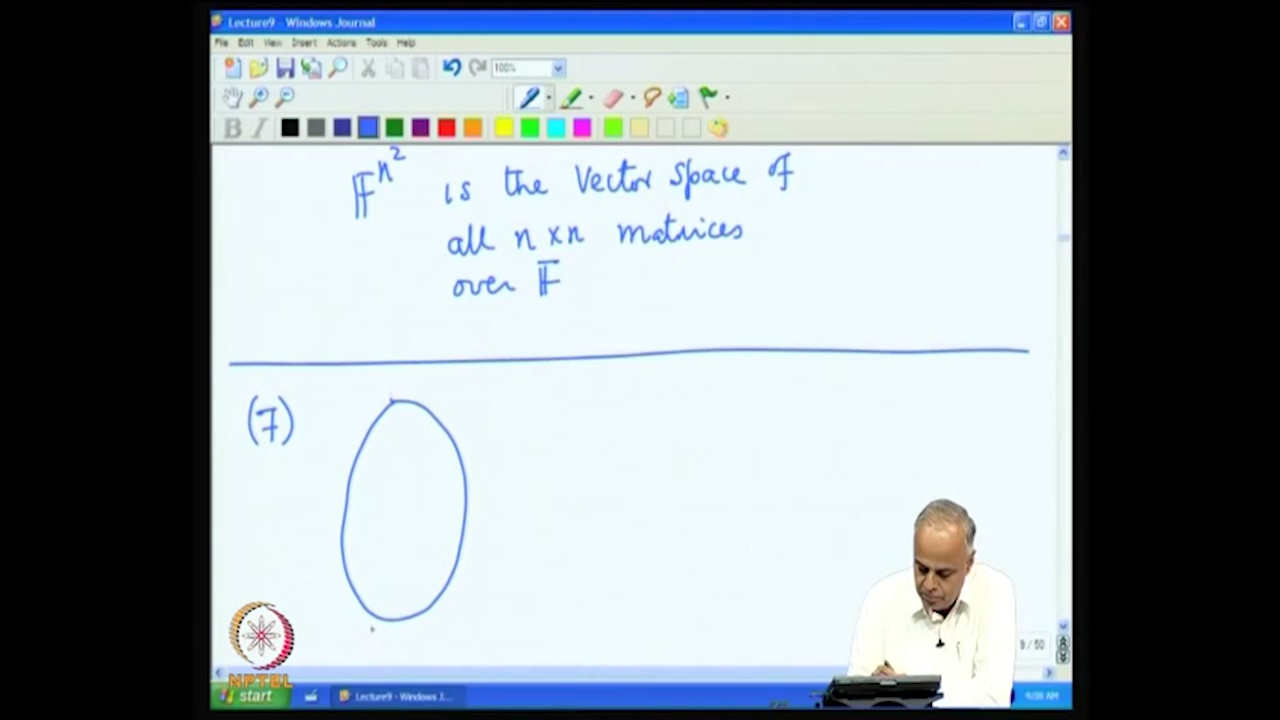 Lecture9 - Windows Journal
File Edit View Insert Actions Tools Help
100%
B I
𝔽^{n^2} is the Vector space of
all n x n matrices
over 𝔽
(7)
9 / 50
NPTEL
start Lecture9 - Windows J...